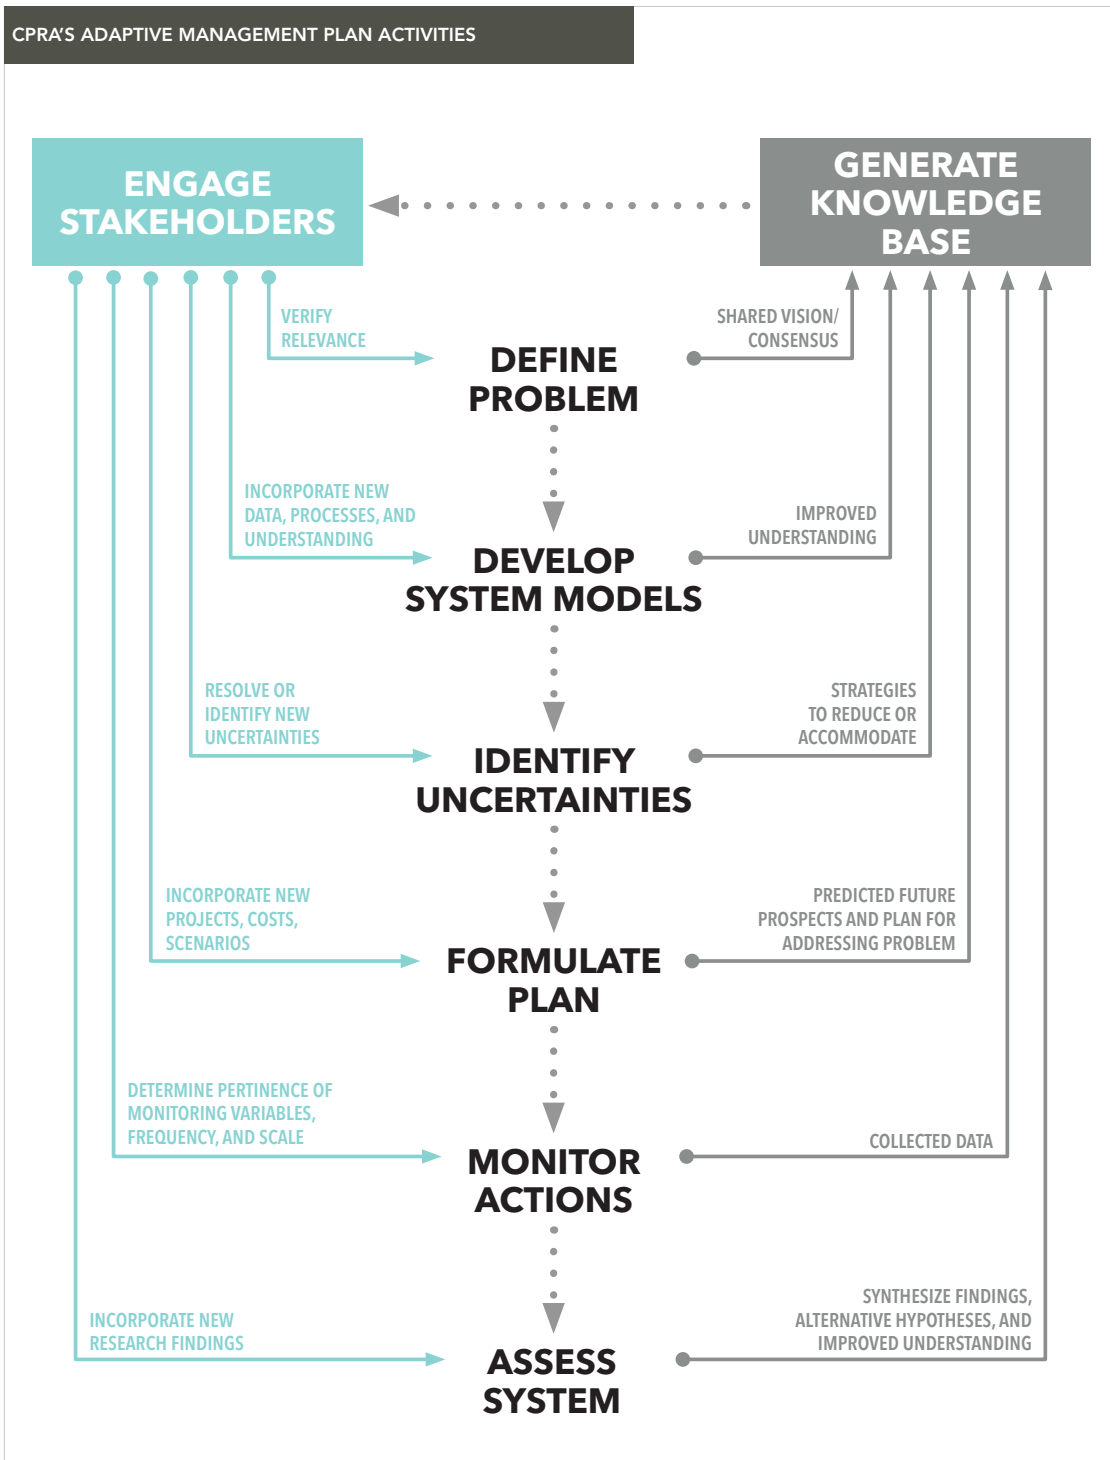 CPRA'S ADAPTIVE MANAGEMENT PLAN ACTIVITIES
ENGAGE
STAKEHOLDERS
GENERATE
KNOWLEDGE
BASE
VERIFY
RELEVANCE
SHARED VISION/
CONSENSUS
DEFINE
PROBLEM
INCORPORATE NEW
DATA, PROCESSES, AND
UNDERSTANDING
IMPROVED
UNDERSTANDING
DEVELOP
SYSTEM MODELS
RESOLVE OR
IDENTIFY NEW
UNCERTAINTIES
STRATEGIES
TO REDUCE OR
ACCOMMODATE
IDENTIFY
UNCERTAINTIES
INCORPORATE NEW
PROJECTS, COSTS,
SCENARIOS
PREDICTED FUTURE
PROSPECTS AND PLAN FOR
ADDRESSING PROBLEM
FORMULATE
PLAN
DETERMINE PERTINENCE OF
MONITORING VARIABLES,
FREQUENCY, AND SCALE
COLLECTED DATA
MONITOR
ACTIONS
INCORPORATE NEW
RESEARCH FINDINGS
SYNTHESIZE FINDINGS,
ALTERNATIVE HYPOTHESES, AND
IMPROVED UNDERSTANDING
ASSESS
SYSTEM